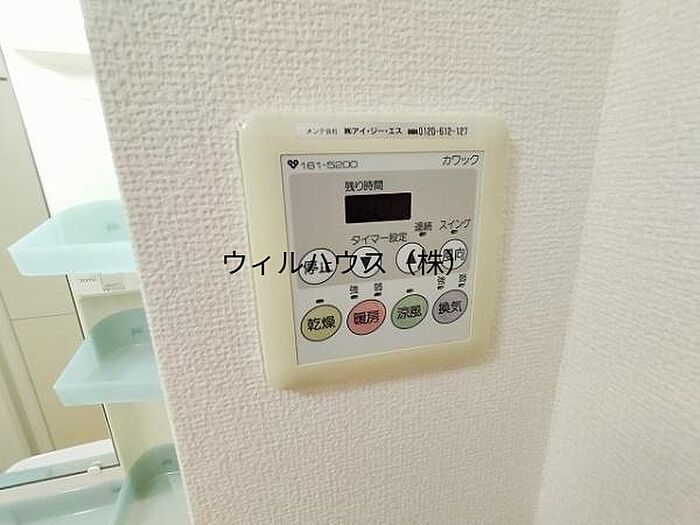 メンテ会社 ㈱アイ・ジー・エス 0120-612-127
161-5200 カワック
残り時間
連続 スイング
タイマー設定
停止 ▼ ▲ 風向
ウィルハウス（株）
強 弱 強 弱
乾燥 暖房 涼風 換気